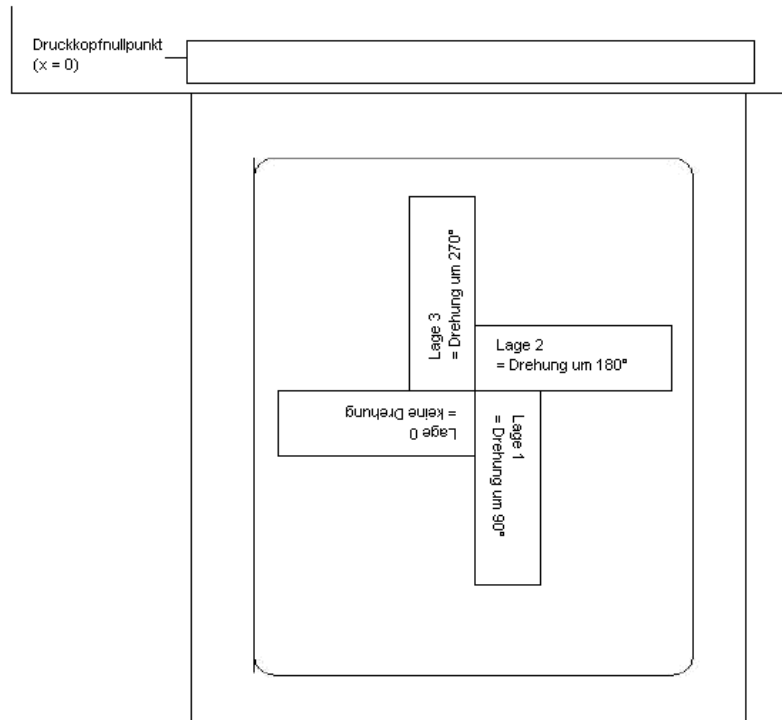 Druckkopfnullpunkt
(x = 0)
Lage 3
= Drehung um 270°
Lage 2
= Drehung um 180°
Lage 0
= keine Drehung
Lage 1
= Drehung um 90°